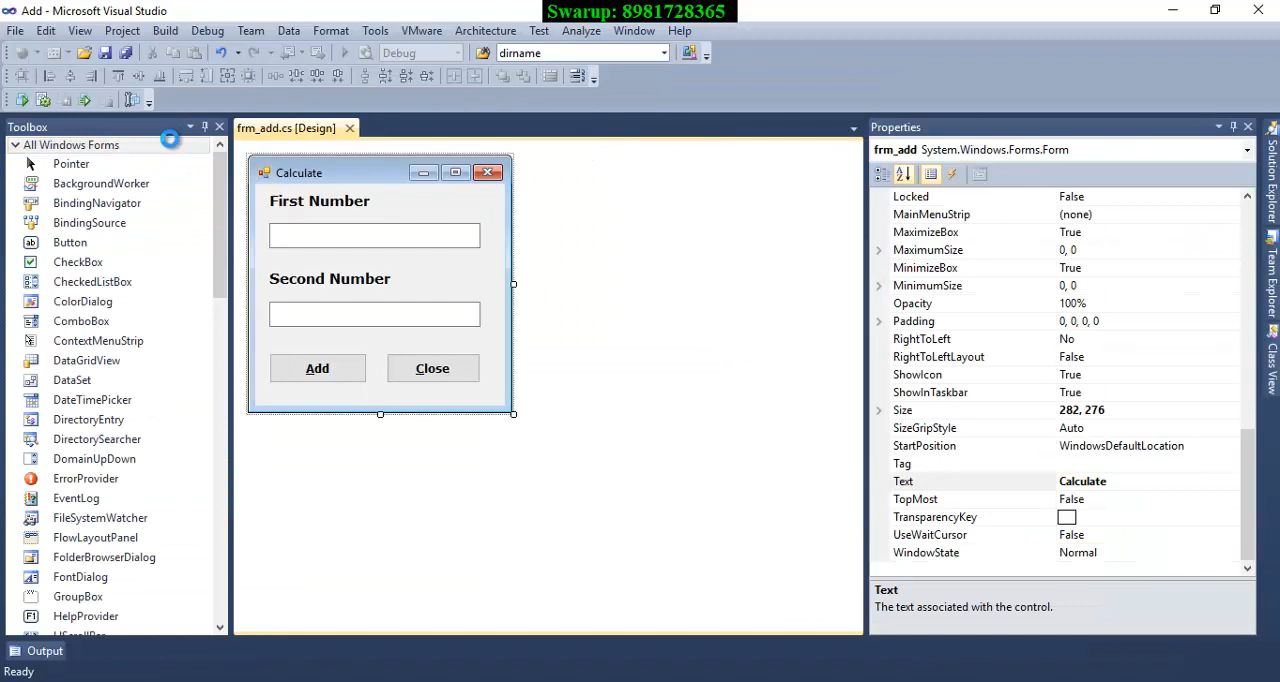 Add - Microsoft Visual Studio
Swarup: 8981728365
File Edit View Project Build Debug Team Data Format Tools VMware Architecture Test Analyze Window Help
Debug
dirname
Toolbox
All Windows Forms
Pointer
BackgroundWorker
BindingNavigator
BindingSource
Button
CheckBox
CheckedListBox
ColorDialog
ComboBox
ContextMenuStrip
DataGridView
DataSet
DateTimePicker
DirectoryEntry
DirectorySearcher
DomainUpDown
ErrorProvider
EventLog
FileSystemWatcher
FlowLayoutPanel
FolderBrowserDialog
FontDialog
GroupBox
HelpProvider
HScrollBar
frm_add.cs [Design]
Calculate
First Number
Second Number
Add
Close
Properties
frm_add System.Windows.Forms.Form
Locked False
MainMenuStrip (none)
MaximizeBox True
MaximumSize 0, 0
MinimizeBox True
MinimumSize 0, 0
Opacity 100%
Padding 0, 0, 0, 0
RightToLeft No
RightToLeftLayout False
ShowIcon True
ShowInTaskbar True
Size 282, 276
SizeGripStyle Auto
StartPosition WindowsDefaultLocation
Tag
Text Calculate
TopMost False
TransparencyKey
UseWaitCursor False
WindowState Normal
Text
The text associated with the control.
Solution Explorer
Team Explorer
Class View
Output
Ready